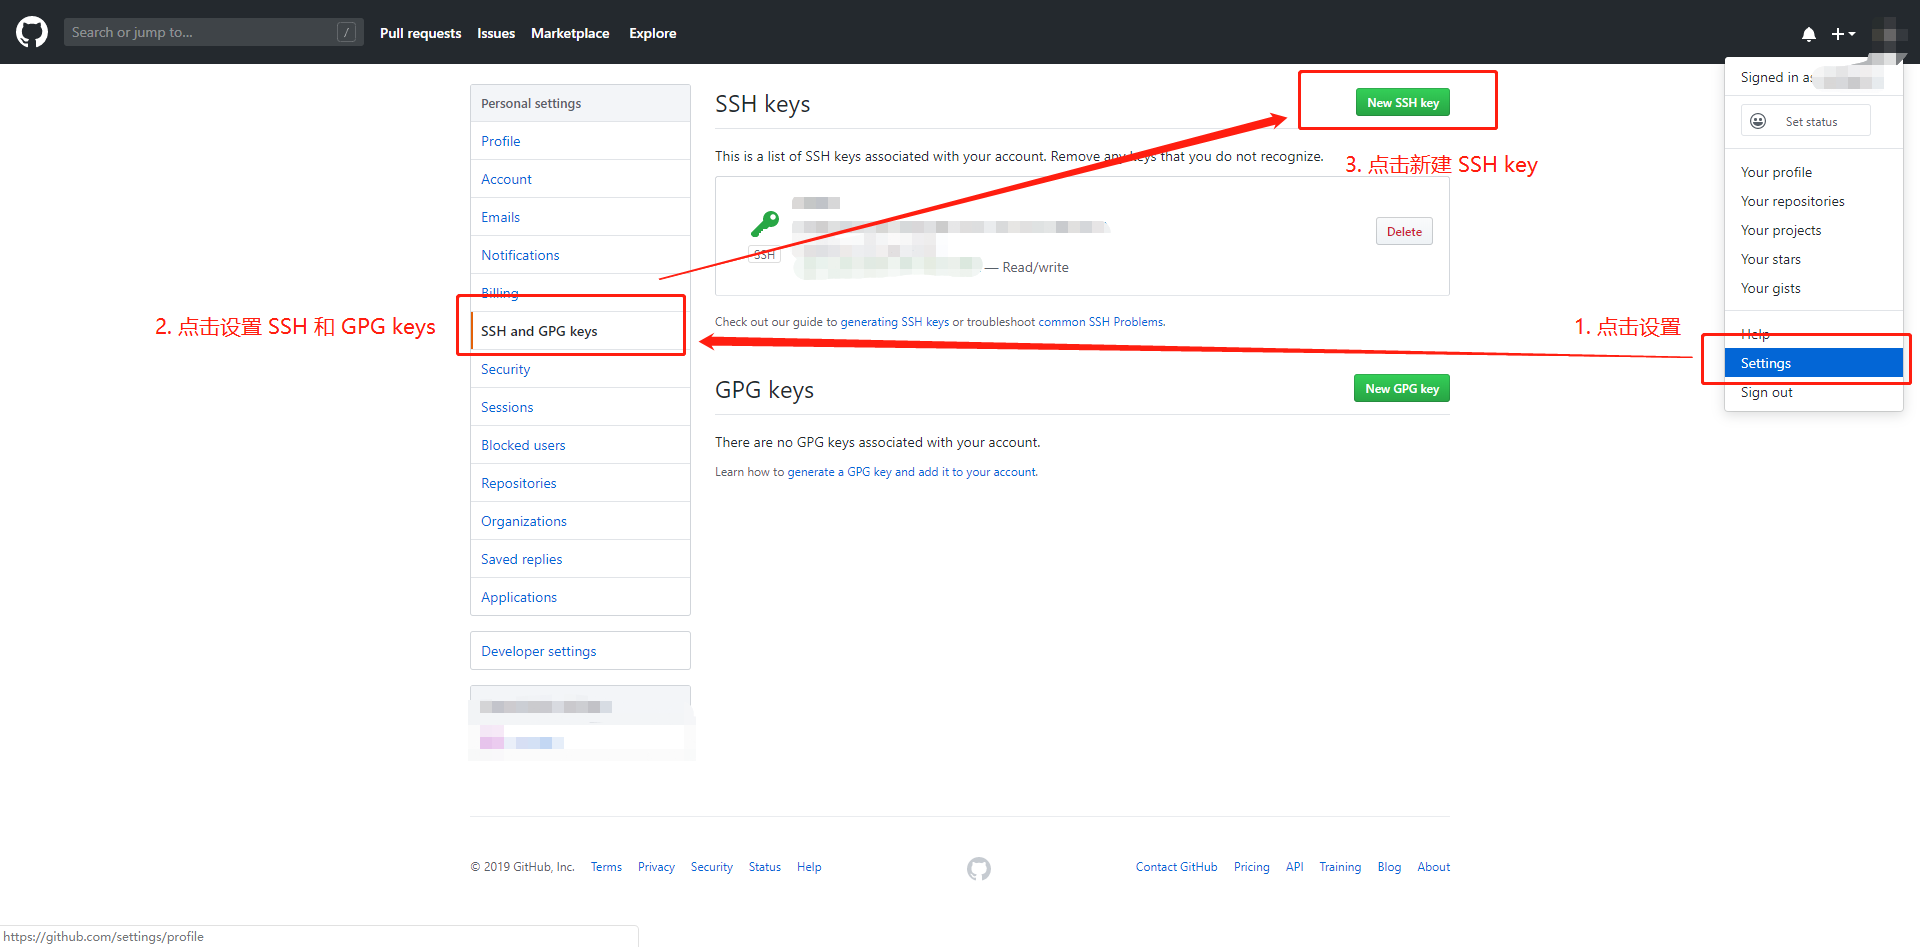 Search or jump to...
/
Pull requests
Issues
Marketplace
Explore
Signed in as
Set status
Your profile
Your repositories
Your projects
Your stars
Your gists
Help
Settings
Sign out
1. 点击设置
Personal settings
Profile
Account
Emails
Notifications
Billing
SSH and GPG keys
Security
Sessions
Blocked users
Repositories
Organizations
Saved replies
Applications
Developer settings
2. 点击设置 SSH 和 GPG keys
SSH keys
New SSH key
This is a list of SSH keys associated with your account. Remove any keys that you do not recognize.
3. 点击新建 SSH key
SSH
— Read/write
Delete
Check out our guide to generating SSH keys or troubleshoot common SSH Problems.
GPG keys
New GPG key
There are no GPG keys associated with your account.
Learn how to generate a GPG key and add it to your account.
© 2019 GitHub, Inc.
Terms
Privacy
Security
Status
Help
Contact GitHub
Pricing
API
Training
Blog
About
https://github.com/settings/profile